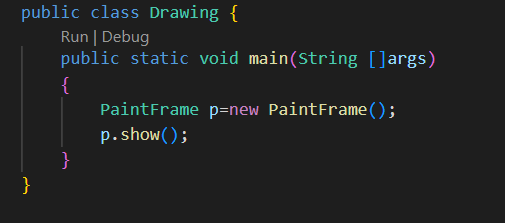 public class Drawing {
Run | Debug
public static void main(String []args)
{
PaintFrame p=new PaintFrame();
p.show();
}
}